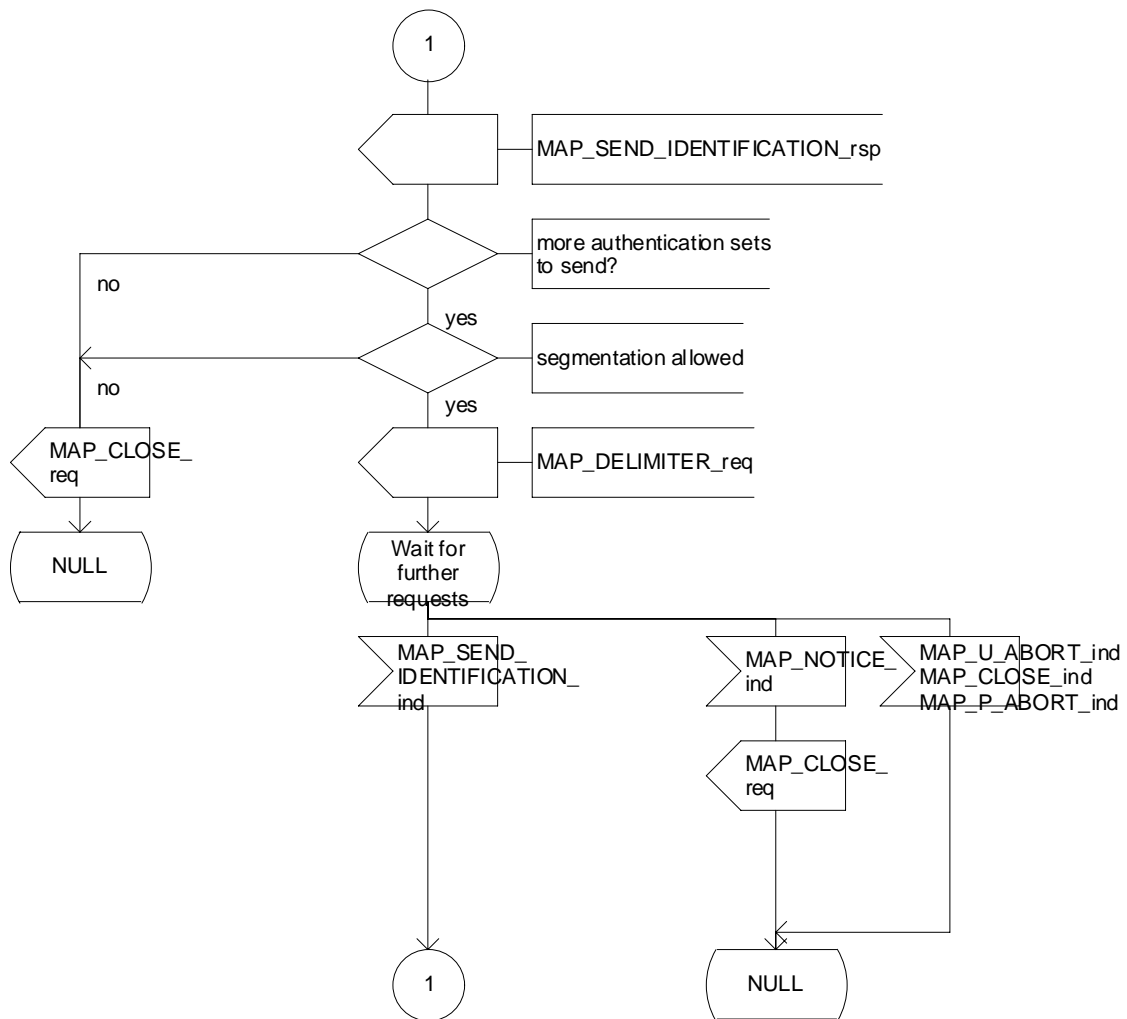 1
MAP_SEND_IDENTIFICATION_rsp
more authentication sets
to send?
no
yes
segmentation allowed
no
yes
MAP_CLOSE_
req
MAP_DELIMITER_req
NULL
Wait for
further
requests
MAP_SEND_
IDENTIFICATION_
ind
MAP_NOTICE_
ind
MAP_U_ABORT_ind
MAP_CLOSE_ind
MAP_P_ABORT_ind
MAP_CLOSE_
req
1
NULL